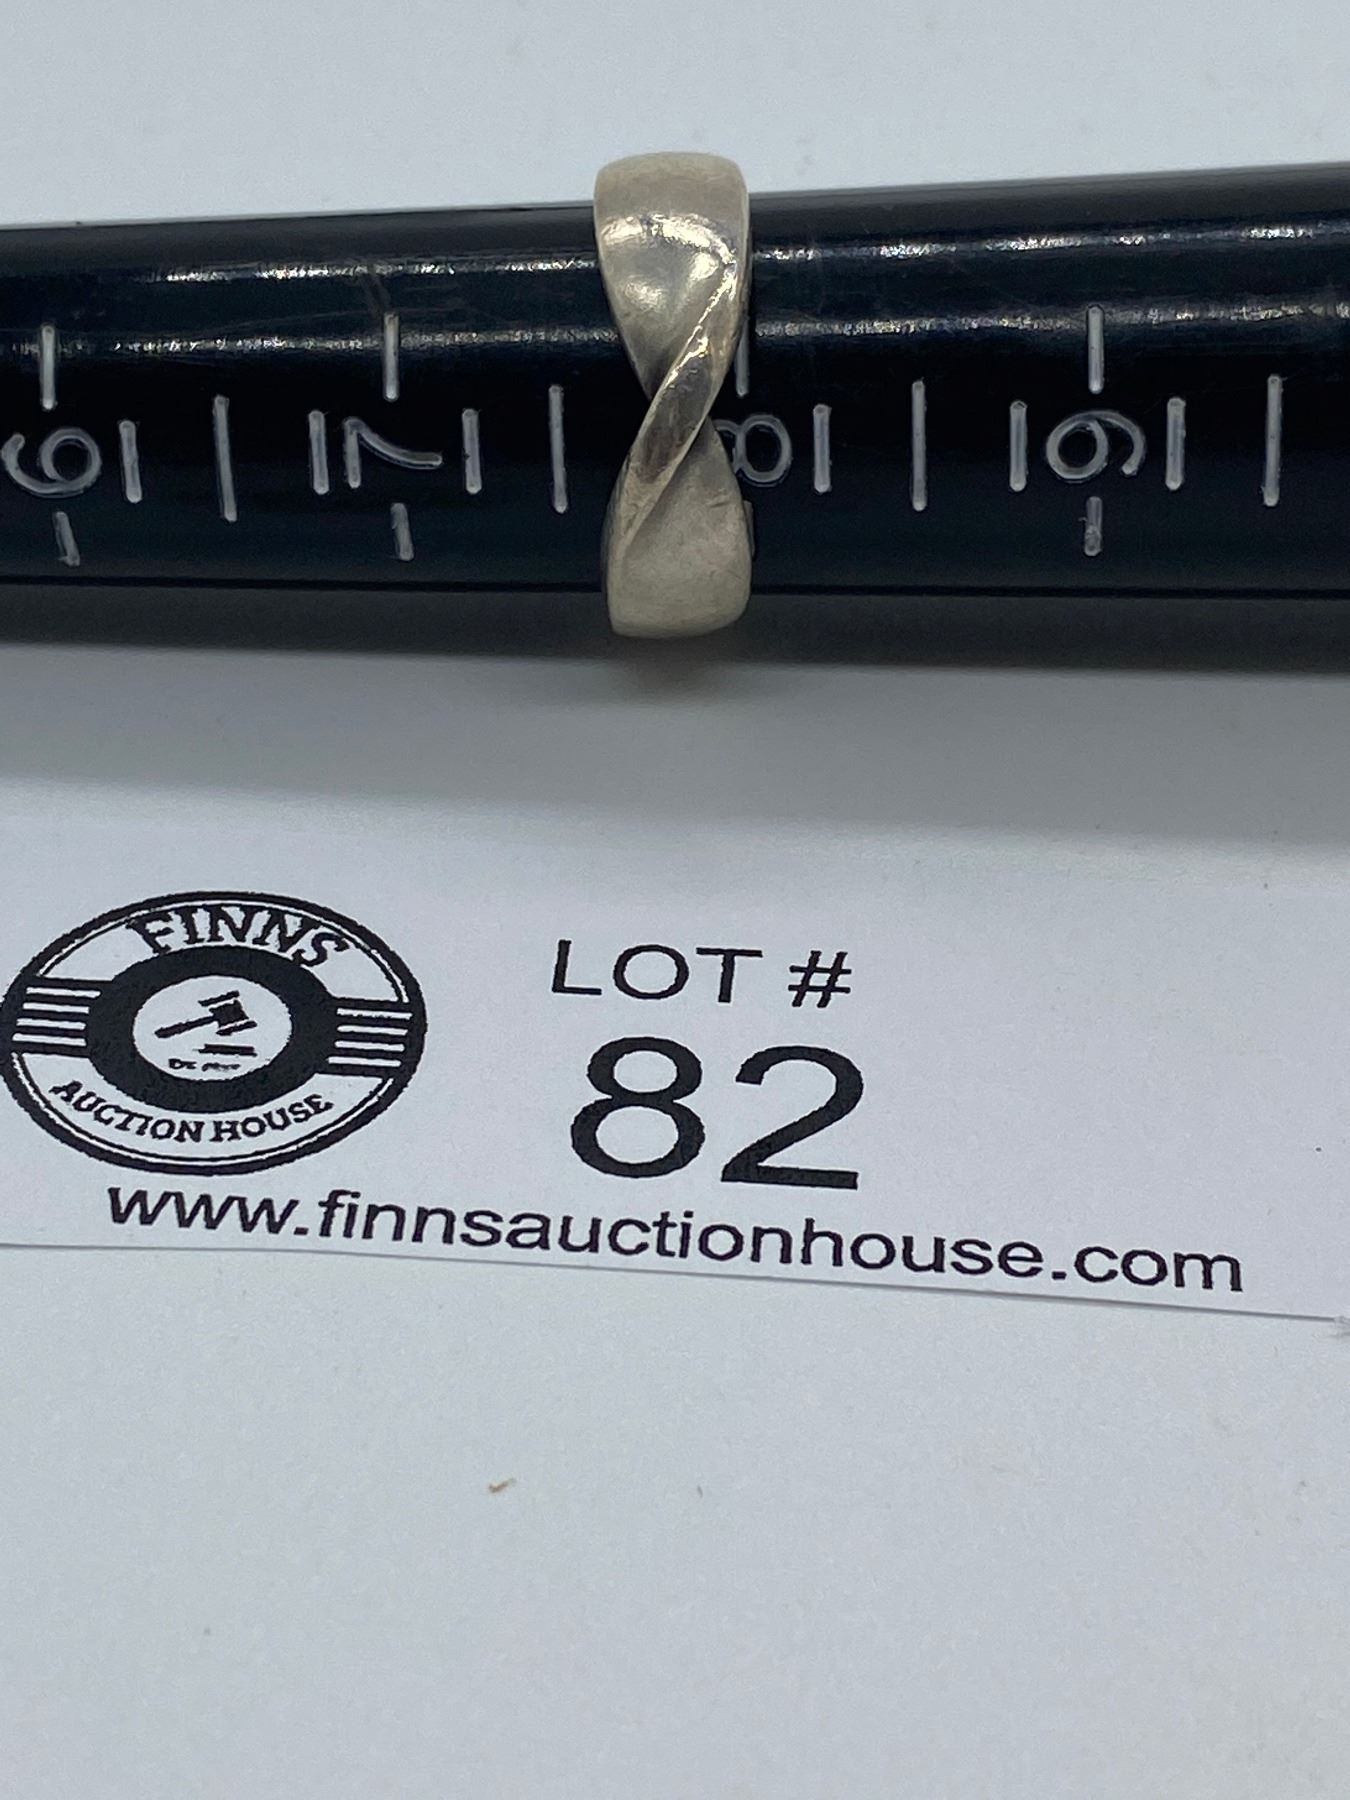 6 7 8 9
FINNS
AUCTION HOUSE
LOT #
82
www.finnsauctionhouse.com